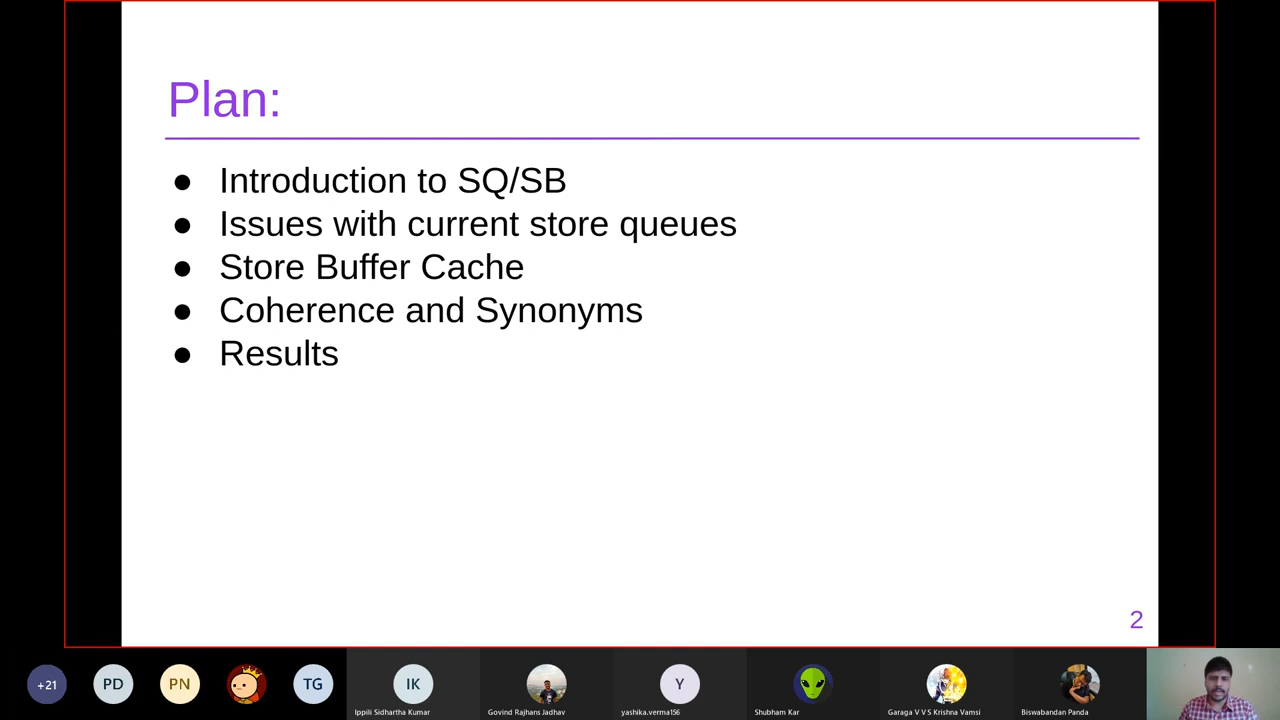 Plan:
● Introduction to SQ/SB
● Issues with current store queues
● Store Buffer Cache
● Coherence and Synonyms
● Results
2
+21
PD
PN
TG
IK
Y
Ippili Sidhartha Kumar
Govind Rajhans Jadhav
yashika.verma156
Shubham Kar
Garaga V V S Krishna Vamsi
Biswabandan Panda